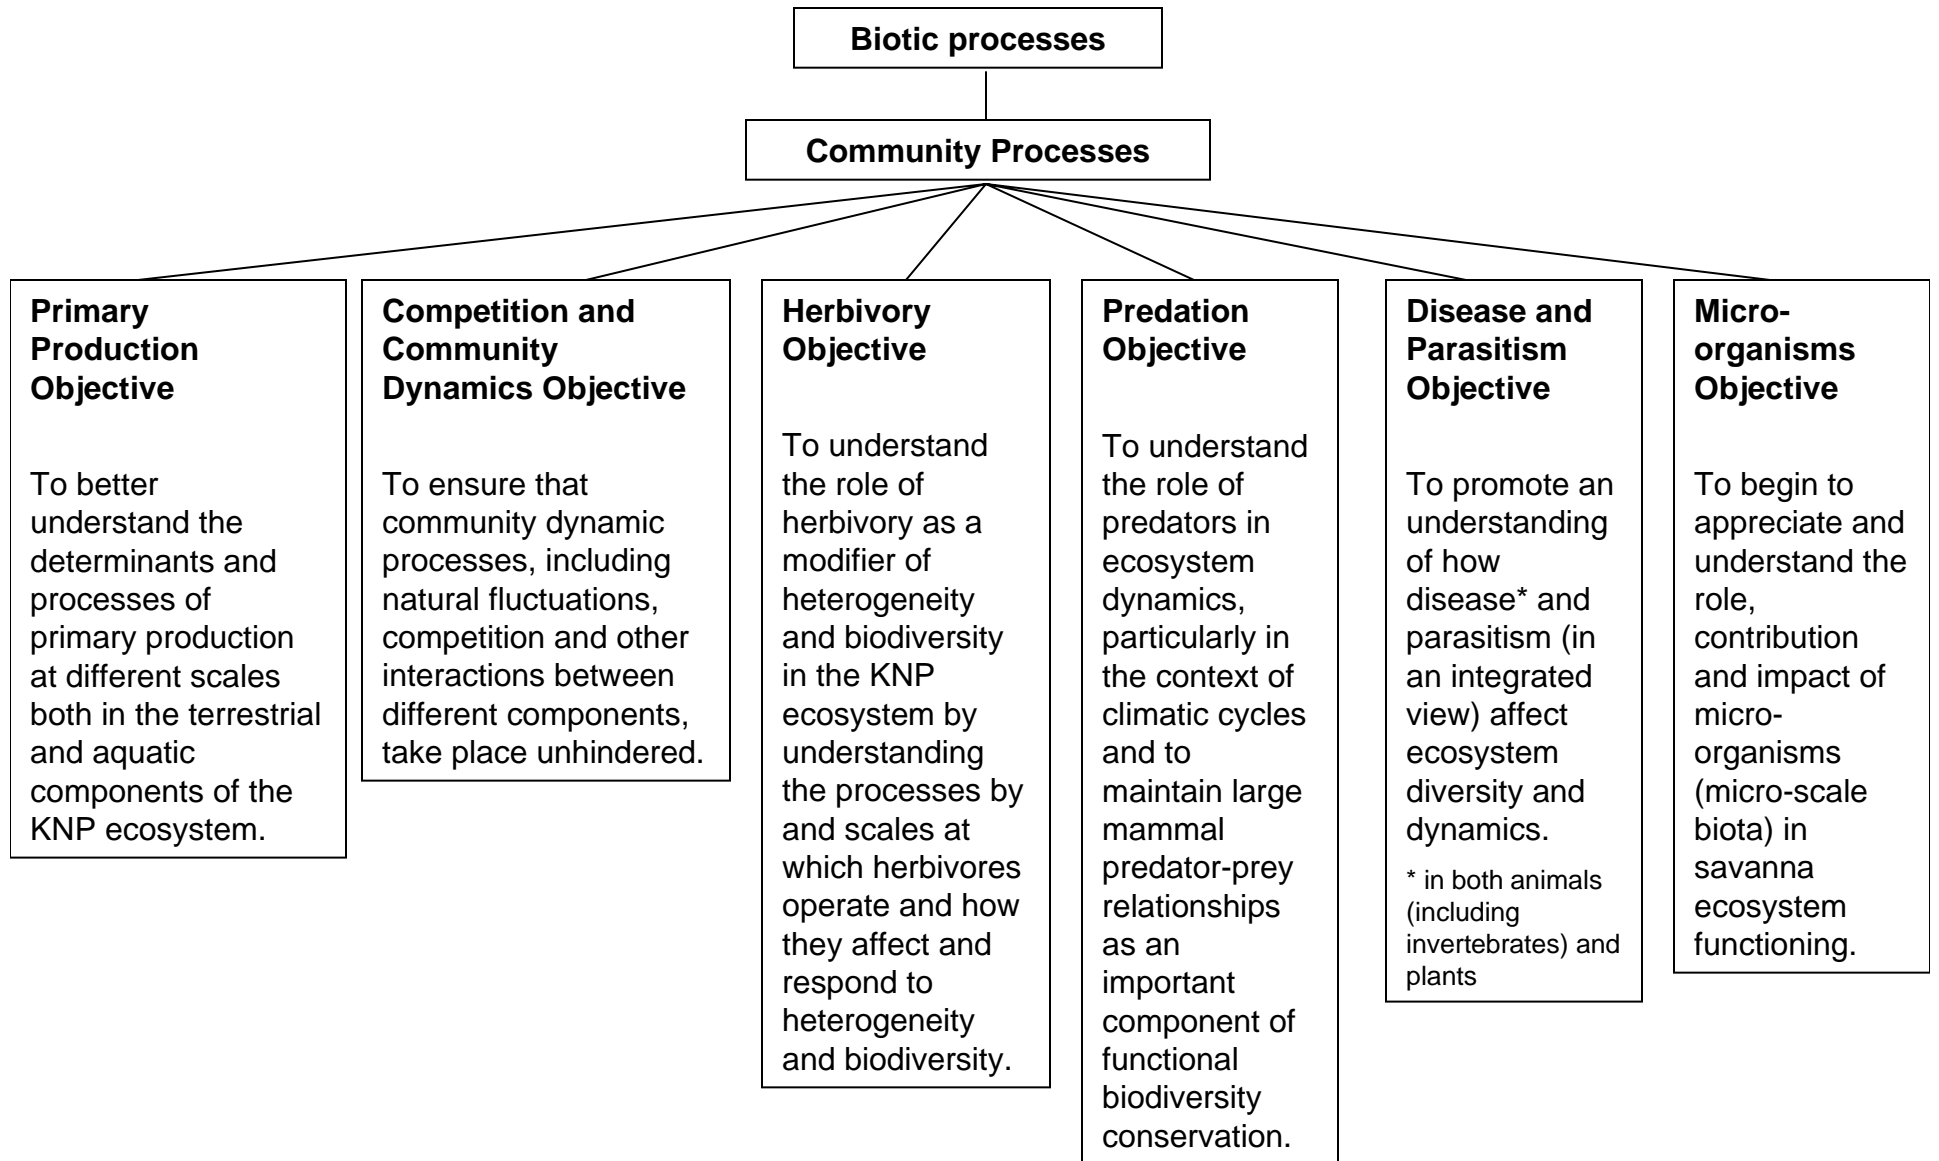 Biotic processes
Community Processes
Primary
Production
Objective
To better
understand the
determinants and
processes of
primary production
at different scales
both in the terrestrial
and aquatic
components of the
KNP ecosystem.
Competition and
Community
Dynamics Objective
To ensure that
community dynamic
processes, including
natural fluctuations,
competition and other
interactions between
different components,
take place unhindered.
Herbivory
Objective
To understand
the role of
herbivory as a
modifier of
heterogeneity
and biodiversity
in the KNP
ecosystem by
understanding
the processes by
and scales at
which herbivores
operate and how
they affect and
respond to
heterogeneity
and biodiversity.
Predation
Objective
To understand
the role of
predators in
ecosystem
dynamics,
particularly in
the context of
climatic cycles
and to
maintain large
mammal
predator-prey
relationships
as an
important
component of
functional
biodiversity
conservation.
Disease and
Parasitism
Objective
To promote an
understanding
of how
disease* and
parasitism (in
an integrated
view) affect
ecosystem
diversity and
dynamics.
* in both animals
(including
invertebrates) and
plants
Micro-
organisms
Objective
To begin to
appreciate and
understand the
role,
contribution
and impact of
micro-
organisms
(micro-scale
biota) in
savanna
ecosystem
functioning.